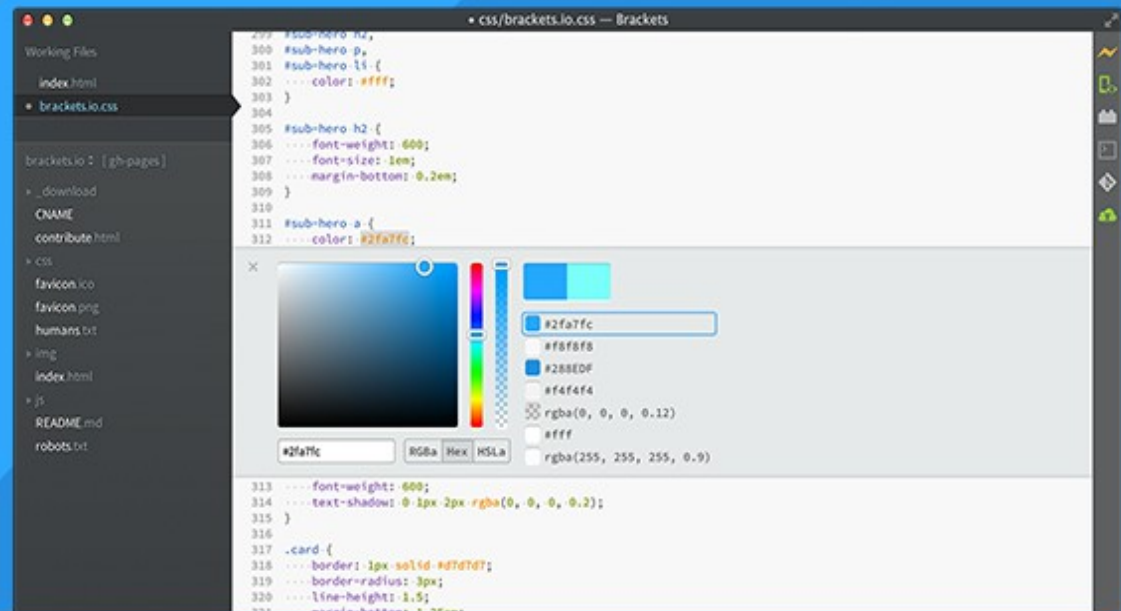 • css/brackets.io.css — Brackets
Working Files
index.html
• brackets.io.css
brackets.io ÷ [ gh-pages ]
▸ _download
CNAME
contribute.html
▸ css
favicon.ico
favicon.png
humans.txt
▸ img
index.html
▸ js
README.md
robots.txt
299 #sub-hero h2,
300 #sub-hero p,
301 #sub-hero li {
302 ····color: #fff;
303 }
304
305 #sub-hero h2 {
306 ····font-weight: 600;
307 ····font-size: 1em;
308 ····margin-bottom: 0.2em;
309 }
310
311 #sub-hero a {
312 ····color: #2fa7fc;
#2fa7fc
#f8f8f8
#288EDF
#f4f4f4
rgba(0, 0, 0, 0.12)
#fff
rgba(255, 255, 255, 0.9)
#2fa7fc RGBa Hex HSLa
313 ····font-weight: 600;
314 ····text-shadow: 0 1px 2px rgba(0, 0, 0, 0.2);
315 }
316
317 .card {
318 ····border: 1px solid #d7d7d7;
319 ····border-radius: 3px;
320 ····line-height: 1.5;